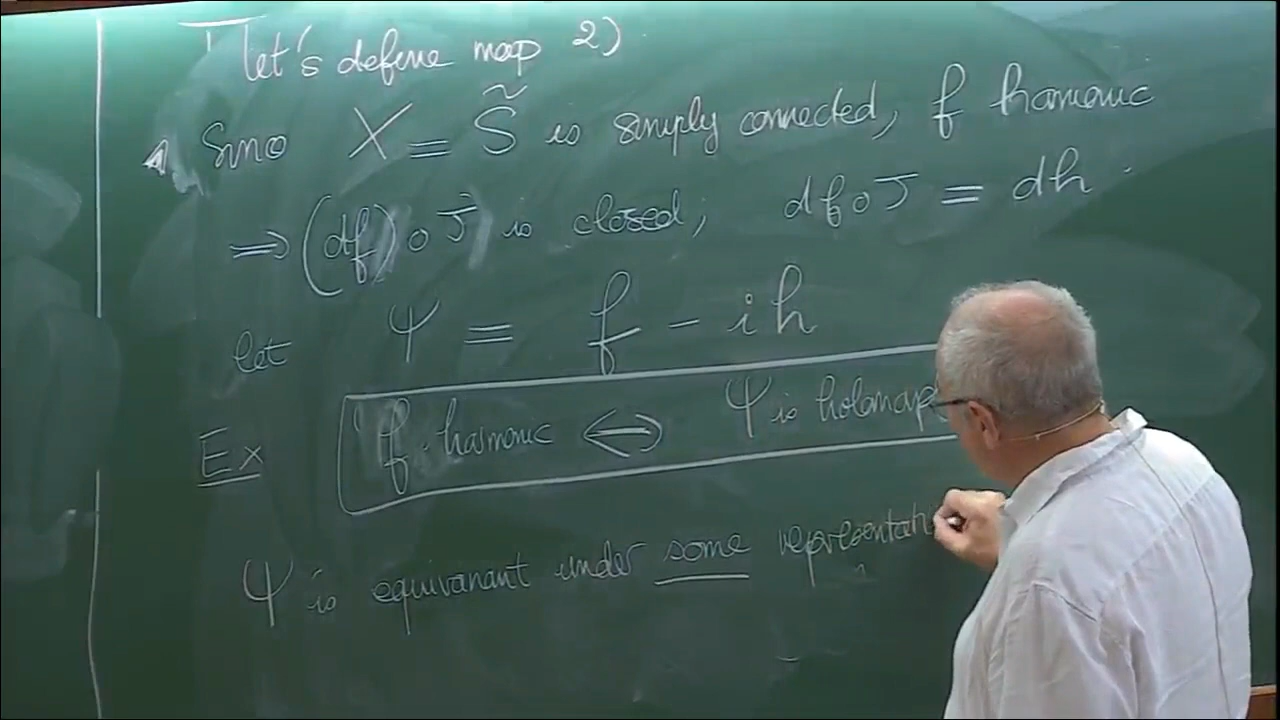 let's define map 2)
Since X = S̃ is simply connected, f harmonic
⇒ (df)∘J is closed; df∘J = dh.
let Ψ = f - i h
Ex f harmonic ⇔ Ψ is holomorp
Ψ is equivariant under some representati